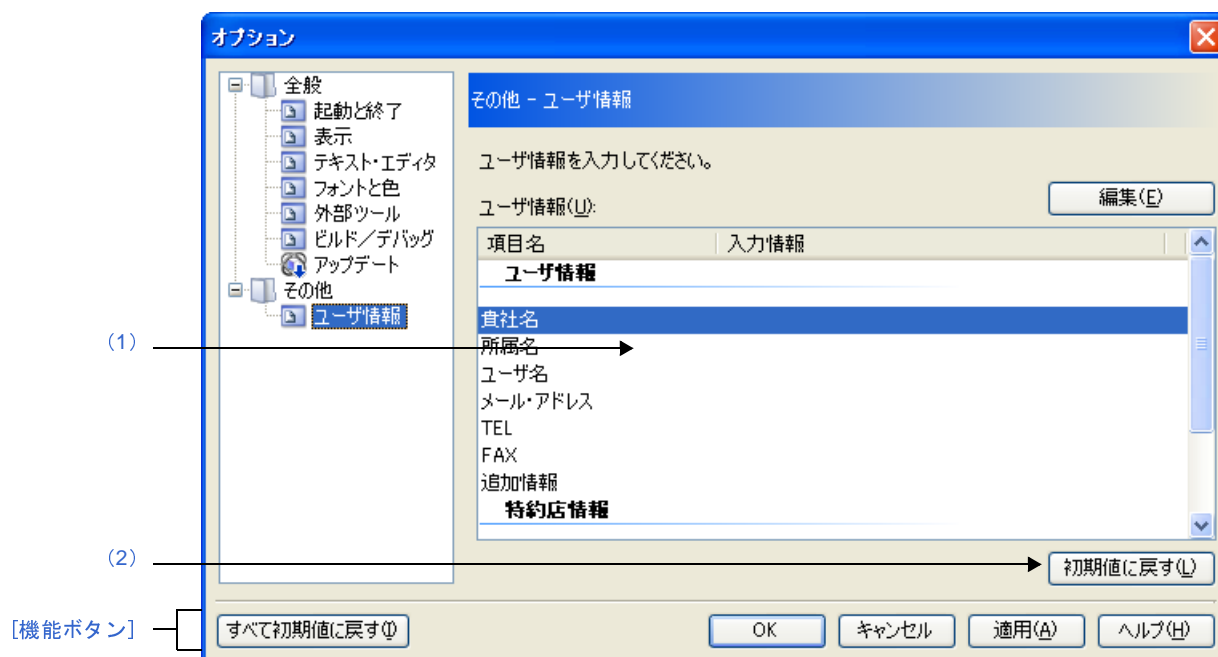 オプション
全般
起動と終了
表示
テキスト・エディタ
フォントと色
外部ツール
ビルド／デバッグ
アップデート
その他
ユーザ情報
その他 - ユーザ情報
ユーザ情報を入力してください。
ユーザ情報(U):
編集(E)
項目名 入力情報
ユーザ情報
貴社名
所属名
ユーザ名
メール・アドレス
TEL
FAX
追加情報
特約店情報
初期値に戻す(L)
すべて初期値に戻す(I)
OK
キャンセル
適用(A)
ヘルプ(H)
（1）
（2）
［機能ボタン］